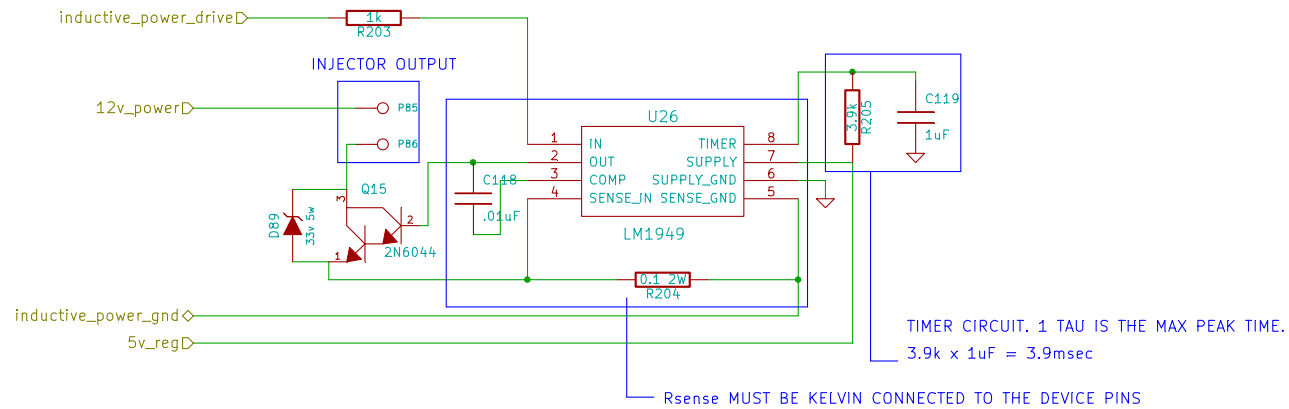 inductive_power_drive
1k
R203
INJECTOR OUTPUT
12v_power
P85
P86
U26
1 IN
2 OUT
3 COMP
4 SENSE_IN
TIMER 8
SUPPLY 7
SUPPLY_GND 6
SENSE_GND 5
LM1949
3.9k
R205
C119
1uF
C118
.01uF
Q15
3
2
1
2N6044
D89
33v 5w
0.1 2W
R204
inductive_power_gnd
5v_reg
TIMER CIRCUIT. 1 TAU IS THE MAX PEAK TIME.
3.9k x 1uF = 3.9msec
Rsense MUST BE KELVIN CONNECTED TO THE DEVICE PINS